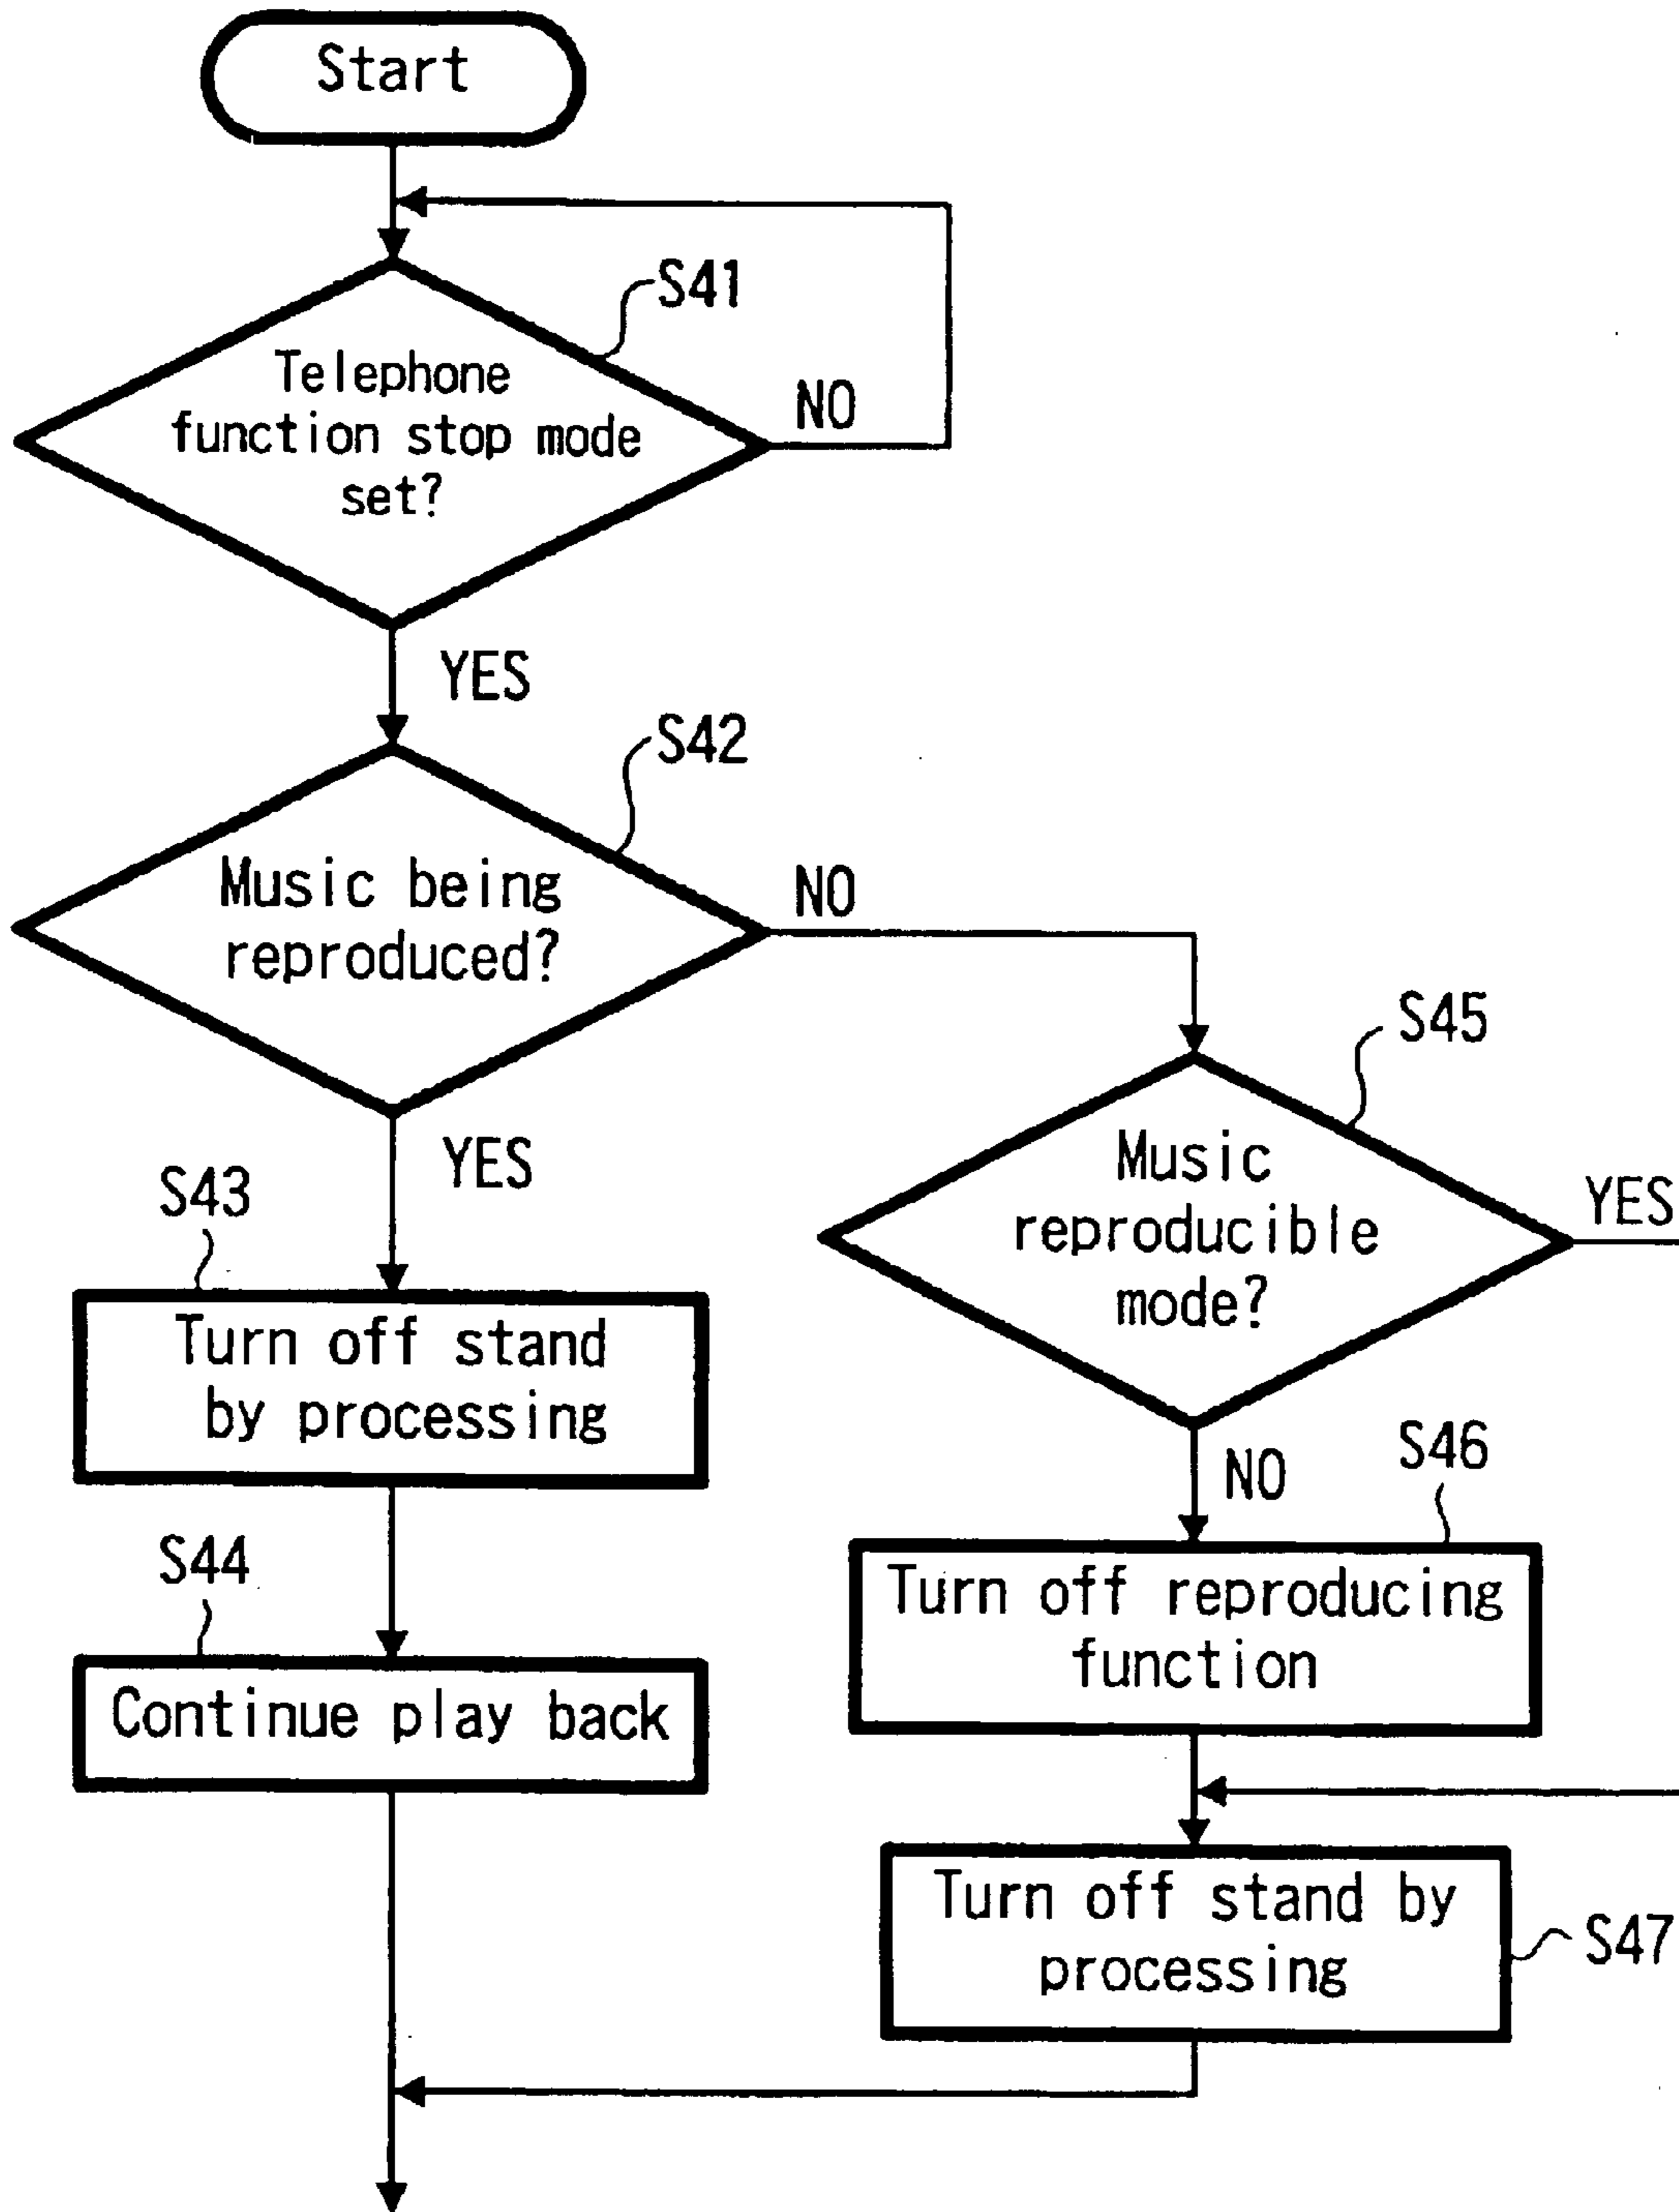 Start
S41
Telephone
function stop mode
set?
NO
YES
S42
Music being
reproduced?
NO
YES
S45
Music
reproducible
mode?
YES
NO
S43
Turn off stand
by processing
S44
Continue play back
S46
Turn off reproducing
function
Turn off stand by
processing
S47